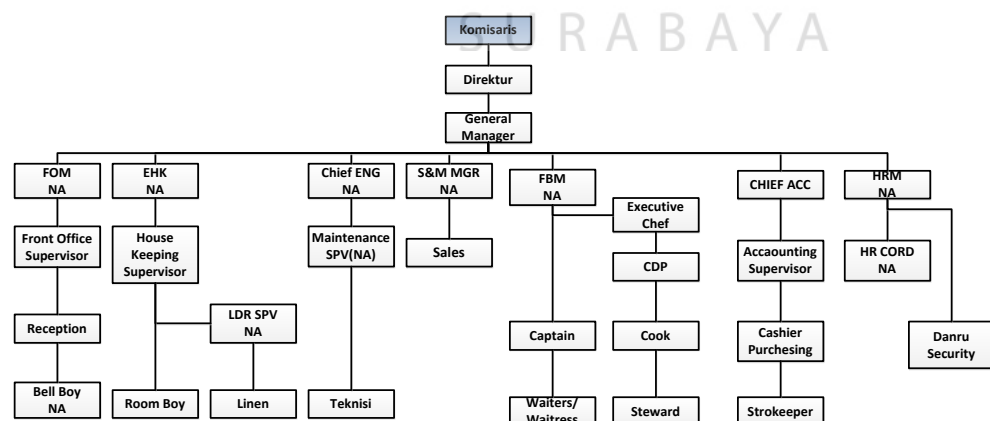 SURABAYA
Komisaris
Direktur
General
Manager
FOM
NA
EHK
NA
Chief ENG
NA
S&M MGR
NA
FBM
NA
CHIEF ACC
HRM
NA
Executive
Chef
Front Office
Supervisor
House
Keeping
Supervisor
Maintenance
SPV(NA)
Sales
CDP
Accaounting
Supervisor
HR CORD
NA
LDR SPV
NA
Reception
Captain
Cook
Cashier
Purchesing
Danru
Security
Bell Boy
NA
Room Boy
Linen
Teknisi
Waiters/
Waitress
Steward
Strokeeper